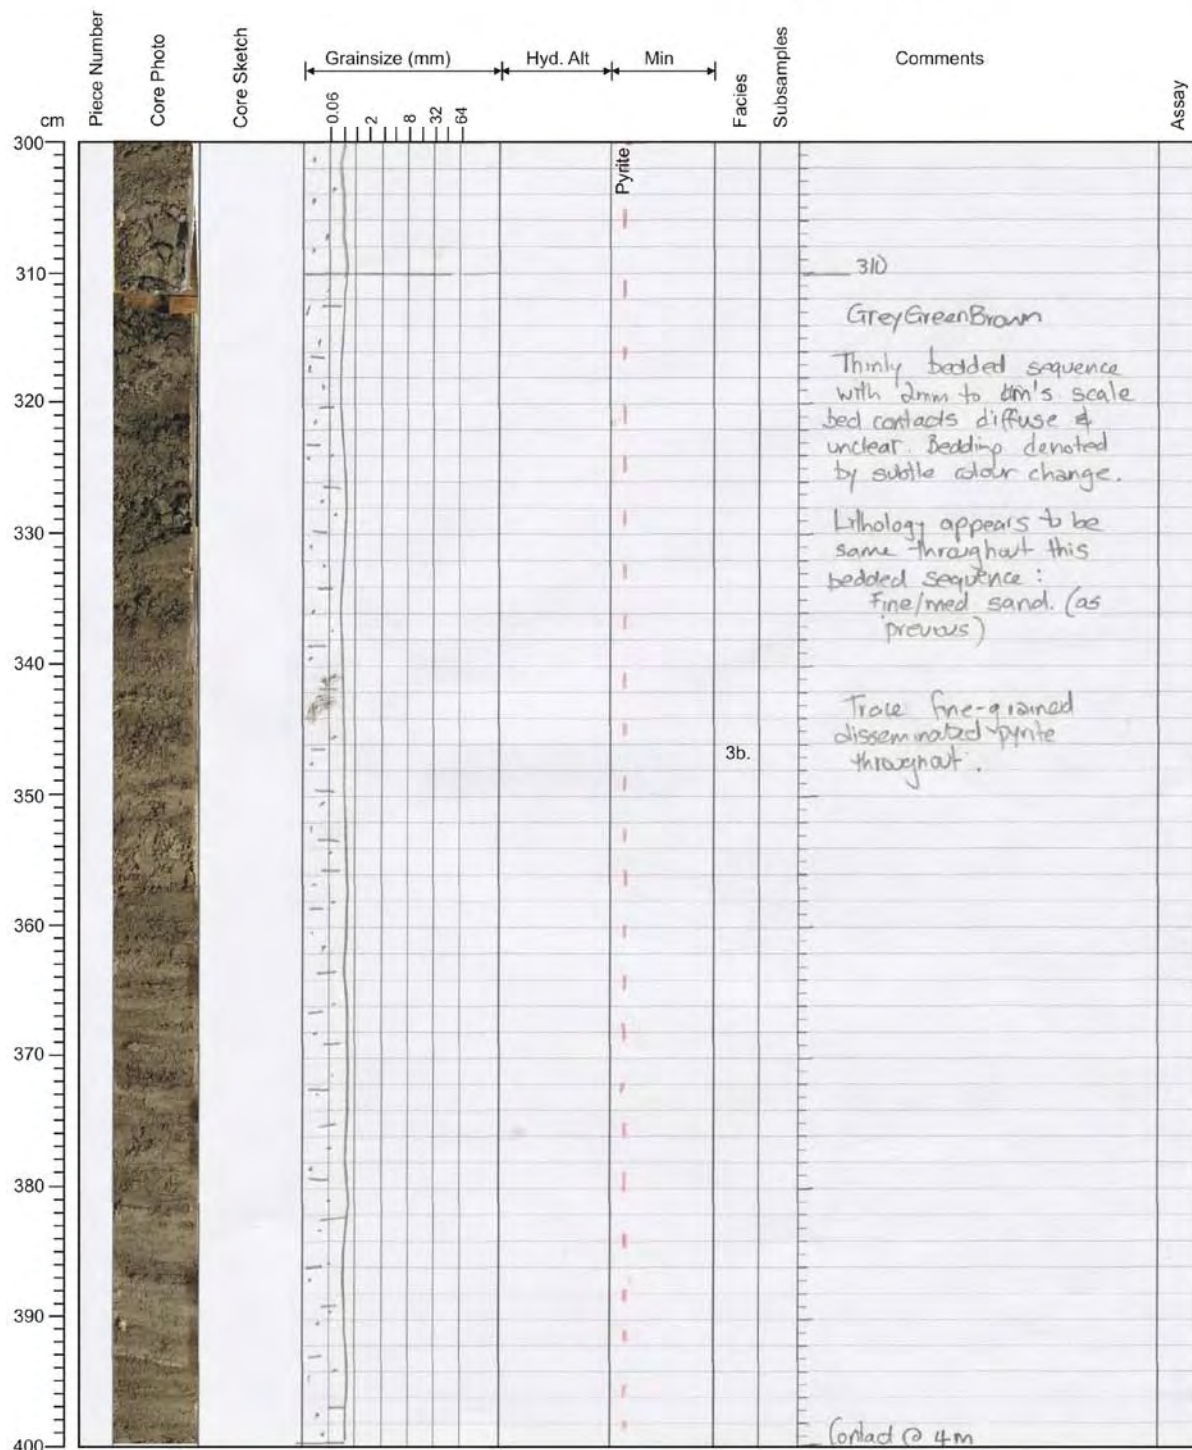 Piece Number
Core Photo
Core Sketch
Grainsize (mm)
Hyd. Alt
Min
Facies
Subsamples
Comments
Assay
cm
0.06
2
8
32
64
300
310
320
330
340
350
360
370
380
390
400
Pyrite
3b.
310
GreyGreenBrown
Thinly bedded sequence
with 2mm to scale
bed contacts diffuse &
unclear. Bedding denoted
by subtle colour change.
Lithology appears to be
same throughout this
bedded sequence :
Fine/med sand. (as
previous)
Trace fine-grained
disseminated pyrite
throughout.
Contact @ 4m